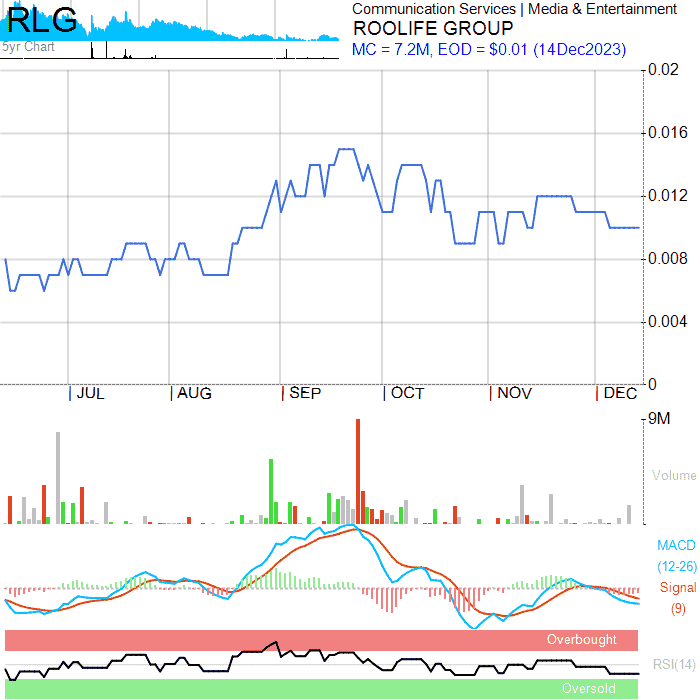 RLG
5yr Chart
Communication Services | Media & Entertainment
ROOLIFE GROUP
MC = 7.2M, EOD = $0.01 (14Dec2023)
0.02
0.016
0.012
0.008
0.004
0
JUL
AUG
SEP
OCT
NOV
DEC
9M
Volume
MACD
(12-26)
Signal
(9)
Overbought
RSI(14)
Oversold